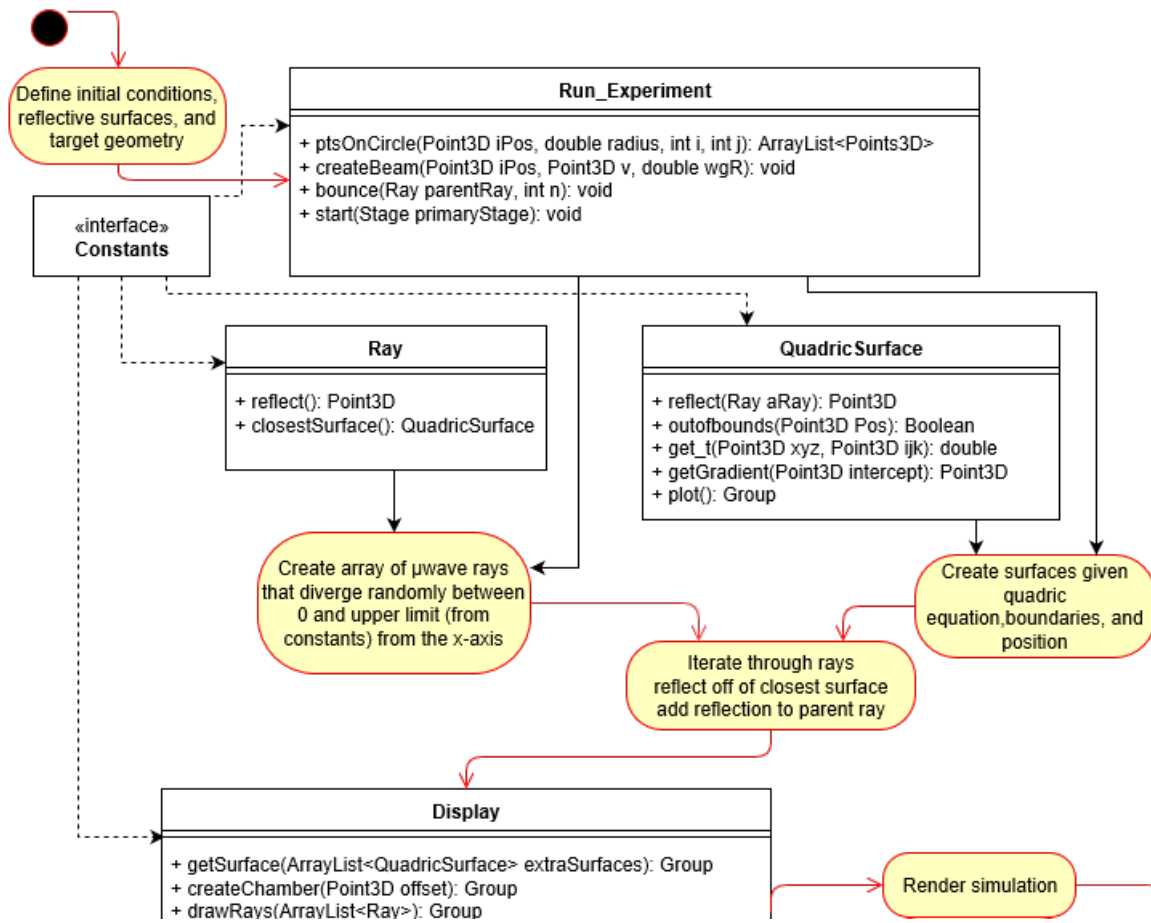 Define initial conditions,
reflective surfaces, and
target geometry
Run_Experiment
+ ptsOnCircle(Point3D iPos, double radius, int i, int j): ArrayList<Points3D>
+ createBeam(Point3D iPos, Point3D v, double wgR): void
+ bounce(Ray parentRay, int n): void
+ start(Stage primaryStage): void
«interface»
Constants
Ray
+ reflect(): Point3D
+ closestSurface(): QuadricSurface
QuadricSurface
+ reflect(Ray aRay): Point3D
+ outofbounds(Point3D Pos): Boolean
+ get_t(Point3D xyz, Point3D ijk): double
+ getGradient(Point3D intercept): Point3D
+ plot(): Group
Create array of μwave rays
that diverge randomly between
0 and upper limit (from
constants) from the x-axis
Create surfaces given
quadric
equation,boundaries, and
position
Iterate through rays
reflect off of closest surface
add reflection to parent ray
Display
+ getSurface(ArrayList<QuadricSurface> extraSurfaces): Group
+ createChamber(Point3D offset): Group
+ drawRays(ArrayList<Ray>): Group
Render simulation